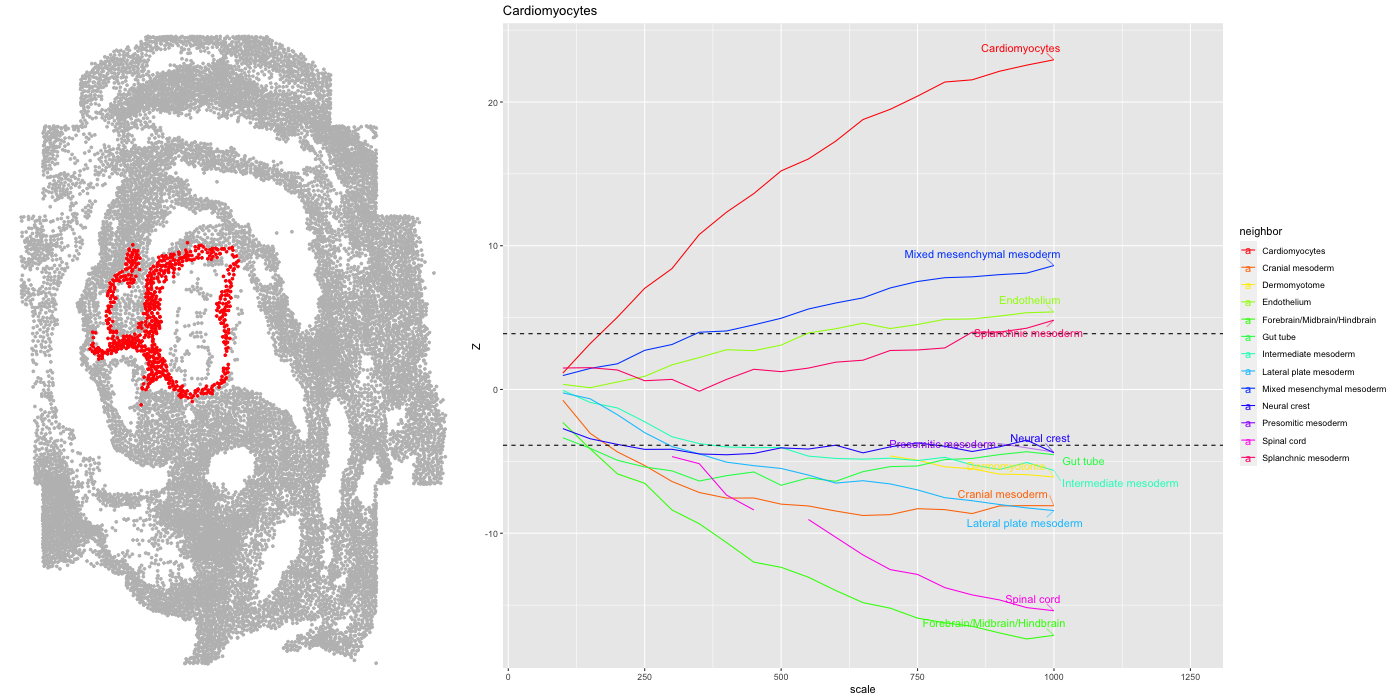 Cardiomyocytes
Cardiomyocytes
20
Mixed mesenchymal mesoderm
10
Endothelium
Splanchnic mesoderm
Z
0
Neural crest
Presomitic mesoderm
Gut tube
Dermomyotome
Intermediate mesoderm
Cranial mesoderm
Lateral plate mesoderm
-10
Spinal cord
Forebrain/Midbrain/Hindbrain
0
250
500
750
1000
1250
scale
neighbor
a Cardiomyocytes
a Cranial mesoderm
a Dermomyotome
a Endothelium
a Forebrain/Midbrain/Hindbrain
a Gut tube
a Intermediate mesoderm
a Lateral plate mesoderm
a Mixed mesenchymal mesoderm
a Neural crest
a Presomitic mesoderm
a Spinal cord
a Splanchnic mesoderm